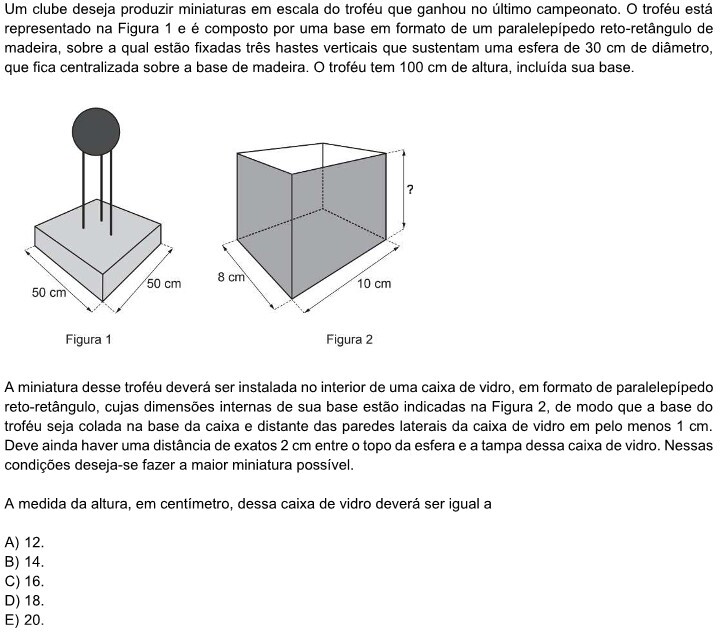 Um clube deseja produzir miniaturas em escala do troféu que ganhou no último campeonato. O troféu está
representado na Figura 1 e é composto por uma base em formato de um paralelepípedo reto-retângulo de
madeira, sobre a qual estão fixadas três hastes verticais que sustentam uma esfera de 30 cm de diâmetro,
que fica centralizada sobre a base de madeira. O troféu tem 100 cm de altura, incluída sua base.
?
50 cm
50 cm
8 cm
10 cm
Figura 1
Figura 2
A miniatura desse troféu deverá ser instalada no interior de uma caixa de vidro, em formato de paralelepípedo
reto-retângulo, cujas dimensões internas de sua base estão indicadas na Figura 2, de modo que a base do
troféu seja colada na base da caixa e distante das paredes laterais da caixa de vidro em pelo menos 1 cm.
Deve ainda haver uma distância de exatos 2 cm entre o topo da esfera e a tampa dessa caixa de vidro. Nessas
condições deseja-se fazer a maior miniatura possível.
A medida da altura, em centímetro, dessa caixa de vidro deverá ser igual a
A) 12.
B) 14.
C) 16.
D) 18.
E) 20.